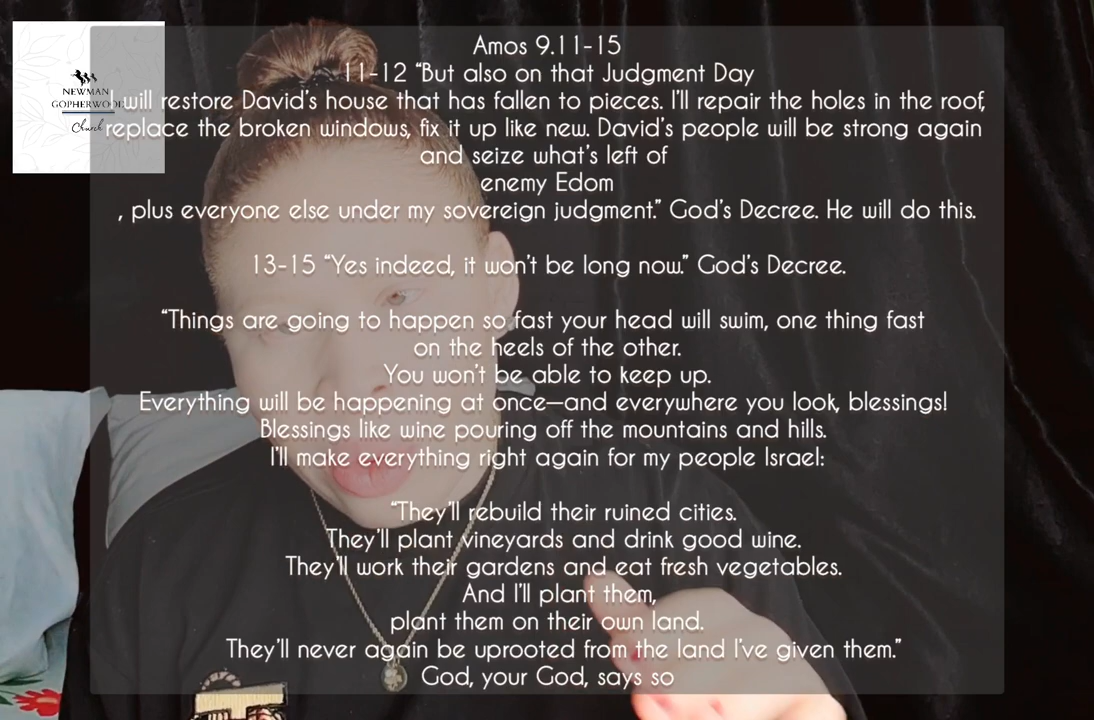 NEWMAN
GOPHERWOOD
Church
Amos 9.11-15
11-12 “But also on that Judgment Day
I will restore David’s house that has fallen to pieces. I’ll repair the holes in the roof,
replace the broken windows, fix it up like new. David’s people will be strong again
and seize what’s left of
enemy Edom
, plus everyone else under my sovereign judgment.” God’s Decree. He will do this.
13-15 “Yes indeed, it won’t be long now.” God’s Decree.
“Things are going to happen so fast your head will swim, one thing fast
on the heels of the other.
You won’t be able to keep up.
Everything will be happening at once—and everywhere you look, blessings!
Blessings like wine pouring off the mountains and hills.
I’ll make everything right again for my people Israel:
“They’ll rebuild their ruined cities.
They’ll plant vineyards and drink good wine.
They’ll work their gardens and eat fresh vegetables.
And I’ll plant them,
plant them on their own land.
They’ll never again be uprooted from the land I’ve given them.”
God, your God, says so